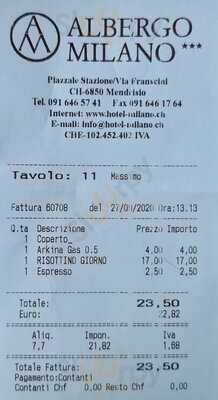 ALBERGO
MILANO ***
Piazzale Stazione/Via Franscini
CH-6850 Mendrisio
Tel. 091 646 57 41 Fax 091 646 17 64
Internet: www.hotel-milano.ch
E-mail: info@hotel-milano.ch
CHE-102.452.402 IVA
Tavolo: 11 Massimo
Fattura 60708 del 27/08/2020 Ora:13.13
Q.ta Descrizione Prezzo Importo
1 Coperto_
1 Arkina Gas 0.5 4,00 4,00
1 RISOTTINO GIORNO 17,00 17,00
1 Espresso 2,50 2,50
Totale: 23,50
Euro: 22,82
Aliq. Impon. Iva
7,7 21,82 1,68
Totale Fattura: 23,50
Pagamento:Contanti
Contanti Chf 0,00 Resto Chf 0,00